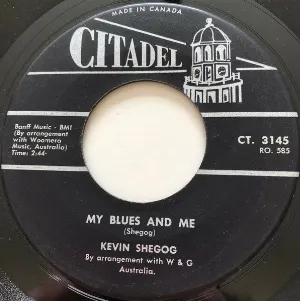 MADE IN CANADA
CITADEL
Banff Music - BMI
(By arrangement
with Woomera
Music, Australia)
Time: 2:44-
CT. 3145
RO. 585
MY BLUES AND ME
(Shegog)
KEVIN SHEGOG
By arrangement with W & G
Australia.